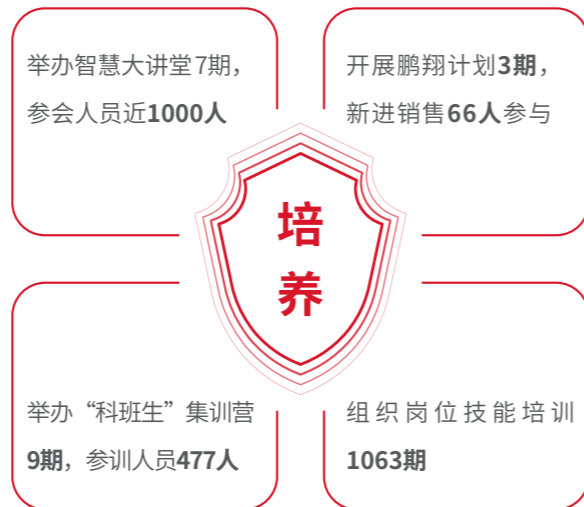 举办智慧大讲堂7期，
参会人员近1000人
开展鹏翔计划3期，
新进销售66人参与
培
养
举办“科班生”集训营
9期，参训人员477人
组织岗位技能培训
1063期